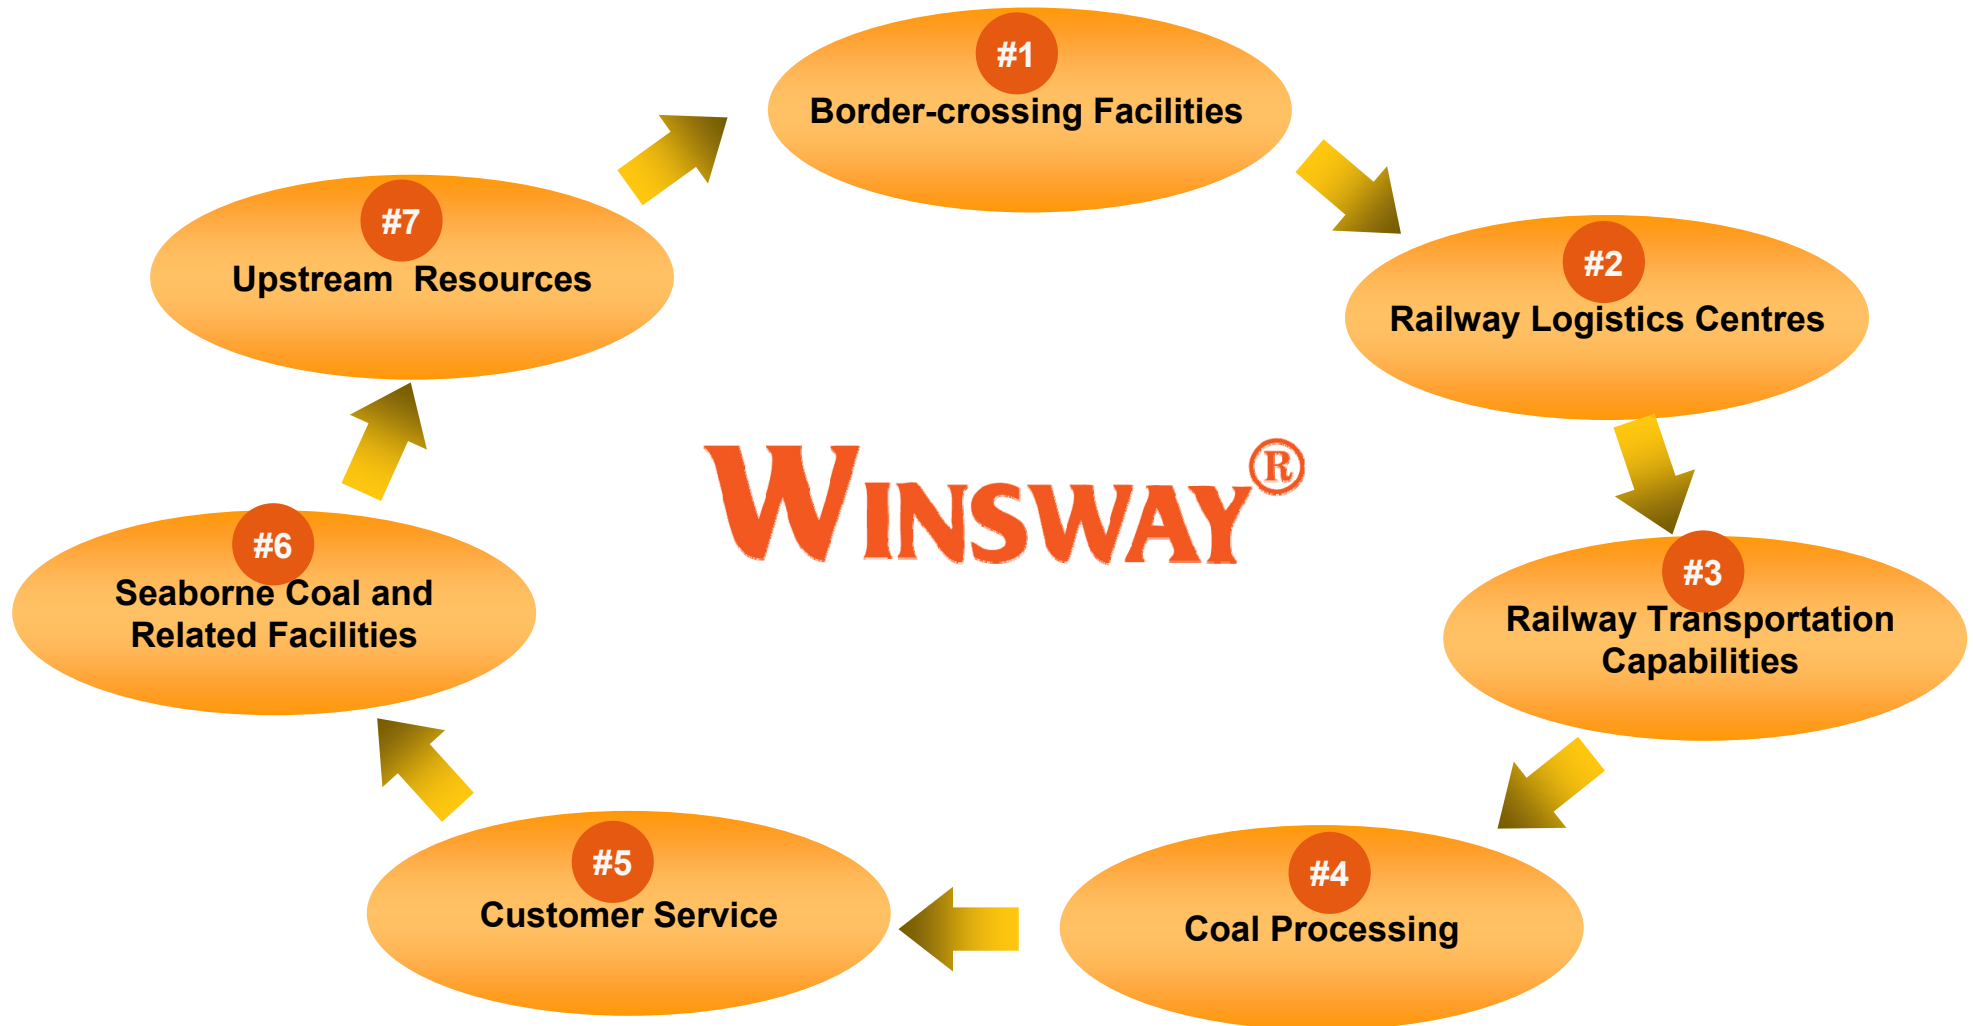 #1
Border-crossing Facilities
#2
Railway Logistics Centres
#3
Railway Transportation
Capabilities
#4
Coal Processing
#5
Customer Service
#6
Seaborne Coal and
Related Facilities
#7
Upstream  Resources
WINSWAY®